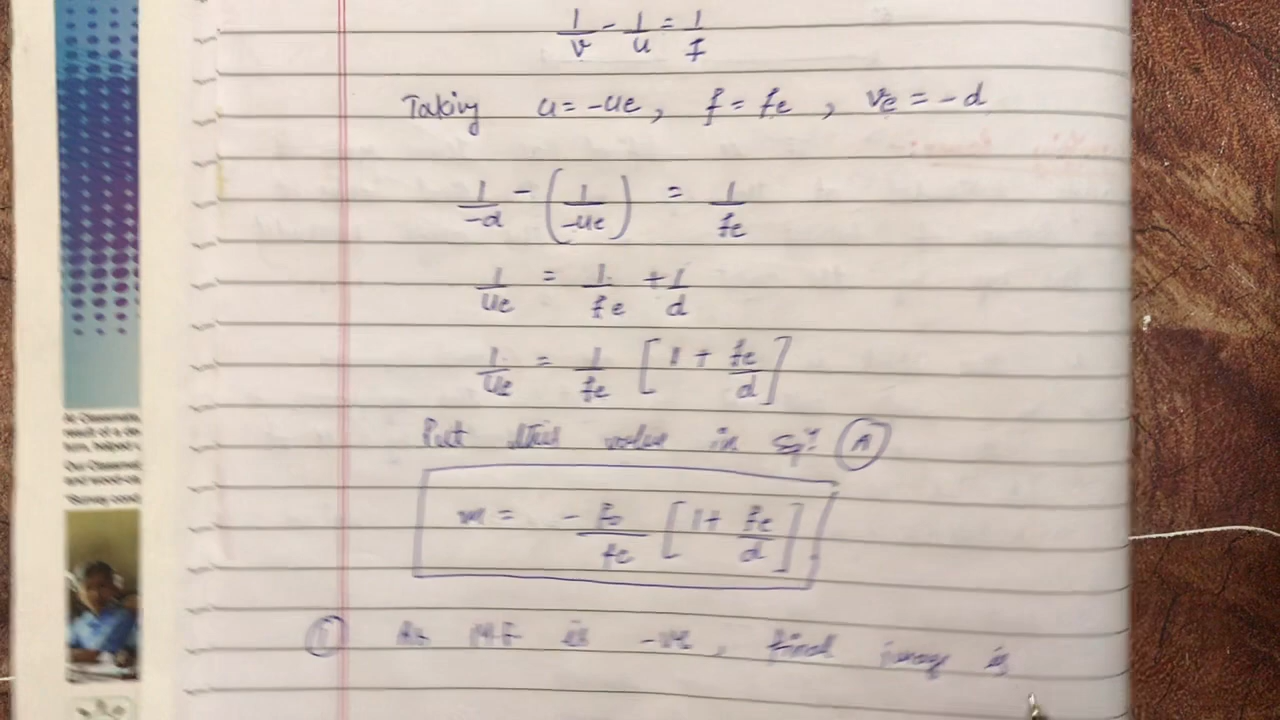 1/v - 1/u = 1/f
Taking u = -ue, f = fe, ve = -d
1/-d - (1/-ue) = 1/fe
1/ue = 1/fe + 1/d
1/ue = 1/fe [1 + fe/d]
Put this value in eqn (A)
m = - fo/fe [1 + fe/d]
(1) As MF is -ve, final image is